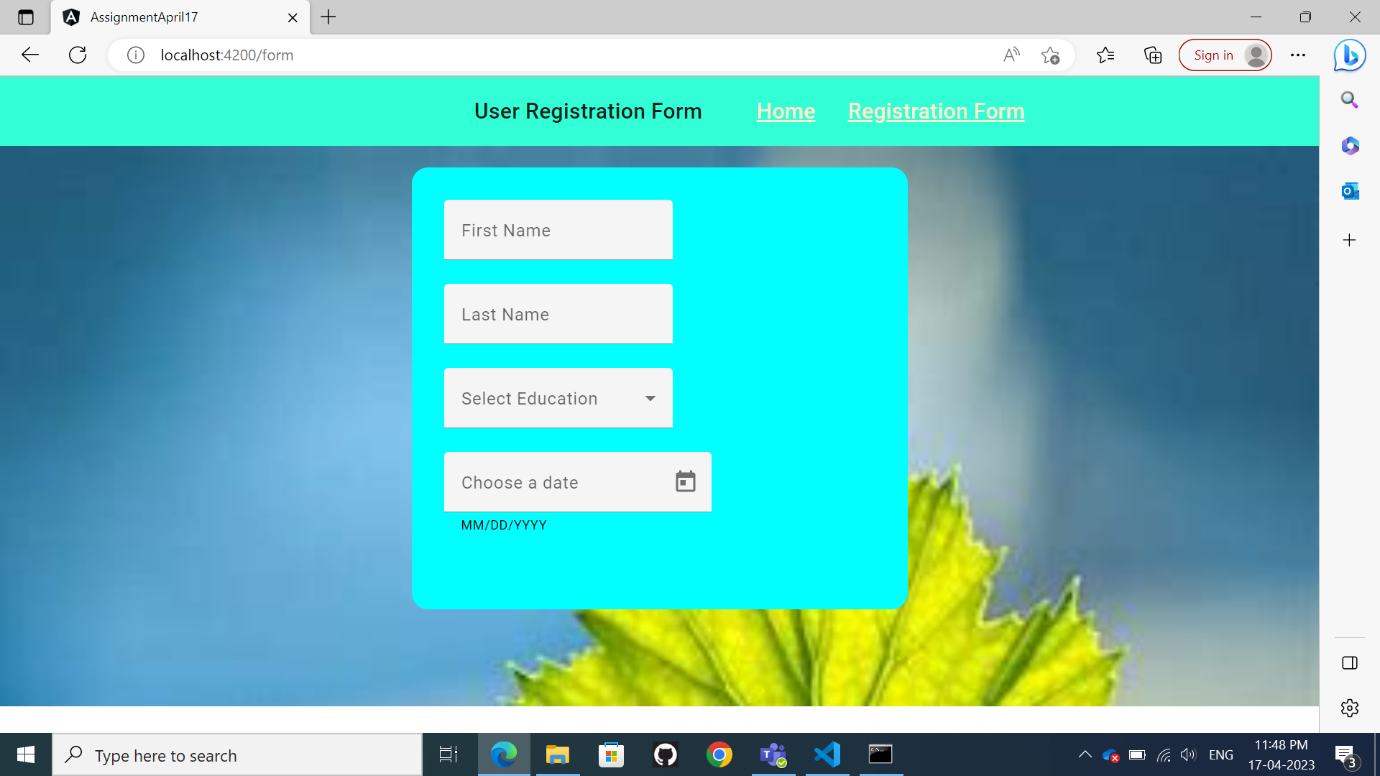 AssignmentApril17
localhost:4200/form
Sign in
User Registration Form
Home
Registration Form
First Name
Last Name
Select Education
Choose a date
MM/DD/YYYY
Type here to search
ENG
11:48 PM
17-04-2023
3